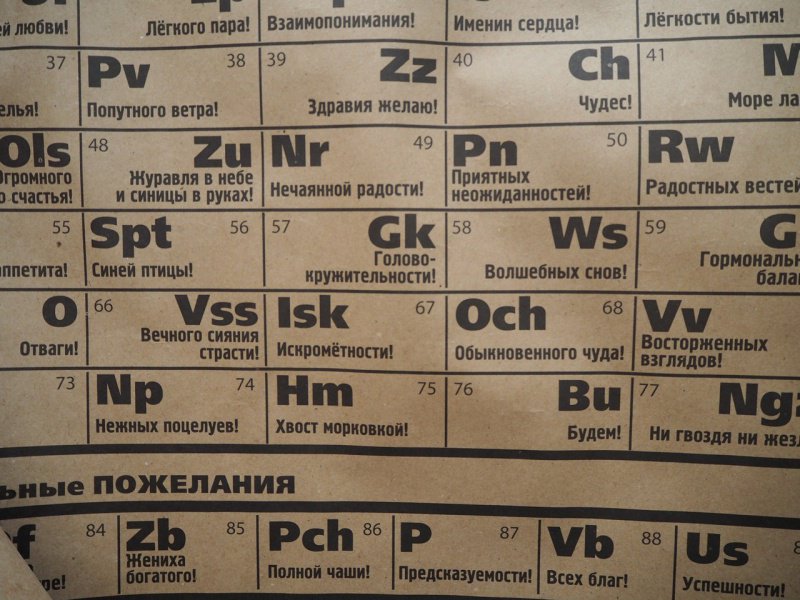 любви!
Лёгкого пара!
Взаимопонимания!
Именин сердца!
Лёгкости бытия!
37
Pv 38
Попутного ветра!
39 Zz
Здравия желаю!
40 Ch
Чудес!
41
Море
Ols
Огромного
счастья!
48 Zu
Журавля в небе
и синицы в руках!
Nr 49
Нечаянной радости!
Pn 50
Приятных
неожиданностей!
Rw
Радостных вестей
55
Spt 56
Синей птицы!
57 Gk
Голово-
кружительности!
58 Ws
Волшебных снов!
59
O
Отваги!
66 Vss
Вечного сияния
страсти!
Isk 67
Искромётности!
Och 68
Обыкновенного чуда!
Vv
Восторженных
взглядов!
73
Np 74
Нежных поцелуев!
Hm 75
Хвост морковкой!
76 Bu
Будем!
77
Ни гвоздя ни
ПОЖЕЛАНИЯ
84
Zb 85
Жениха
богатого!
Pch 86
Полной чаши!
P 87
Предсказуемости!
Vb 88
Всех благ!
Us
Успешности!